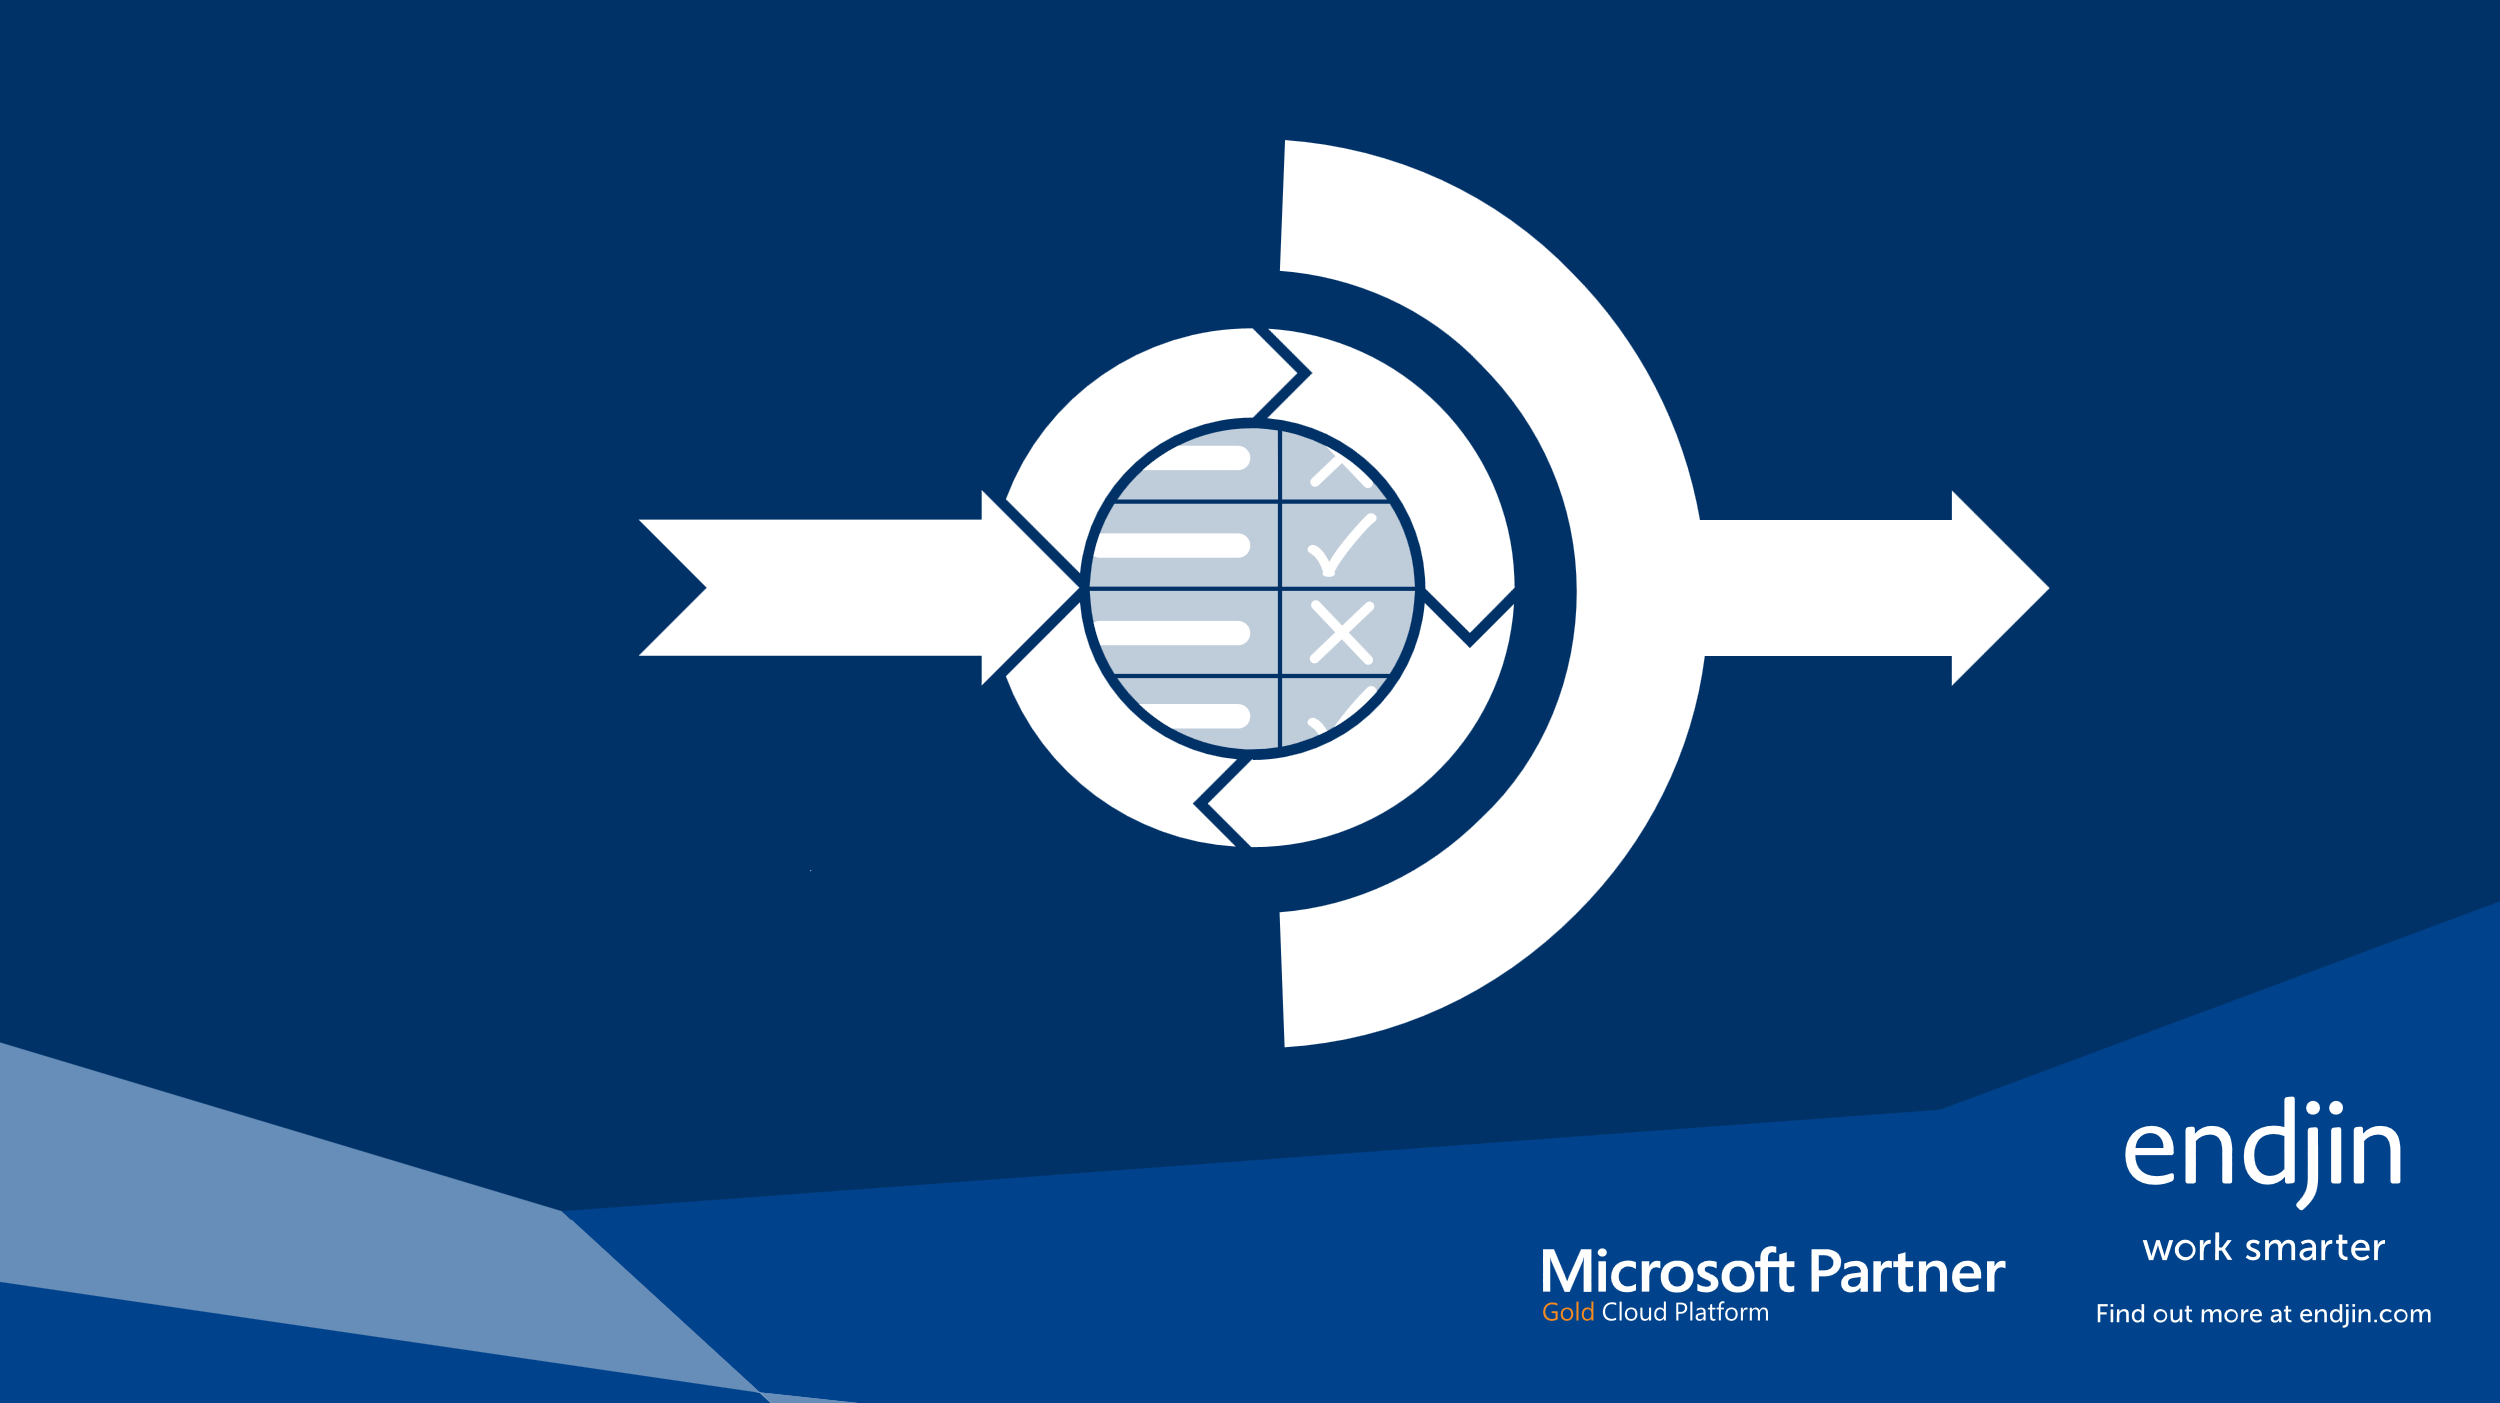 endjin
work smarter
Microsoft Partner
Gold Cloud Platform
Find out more at endjin.com